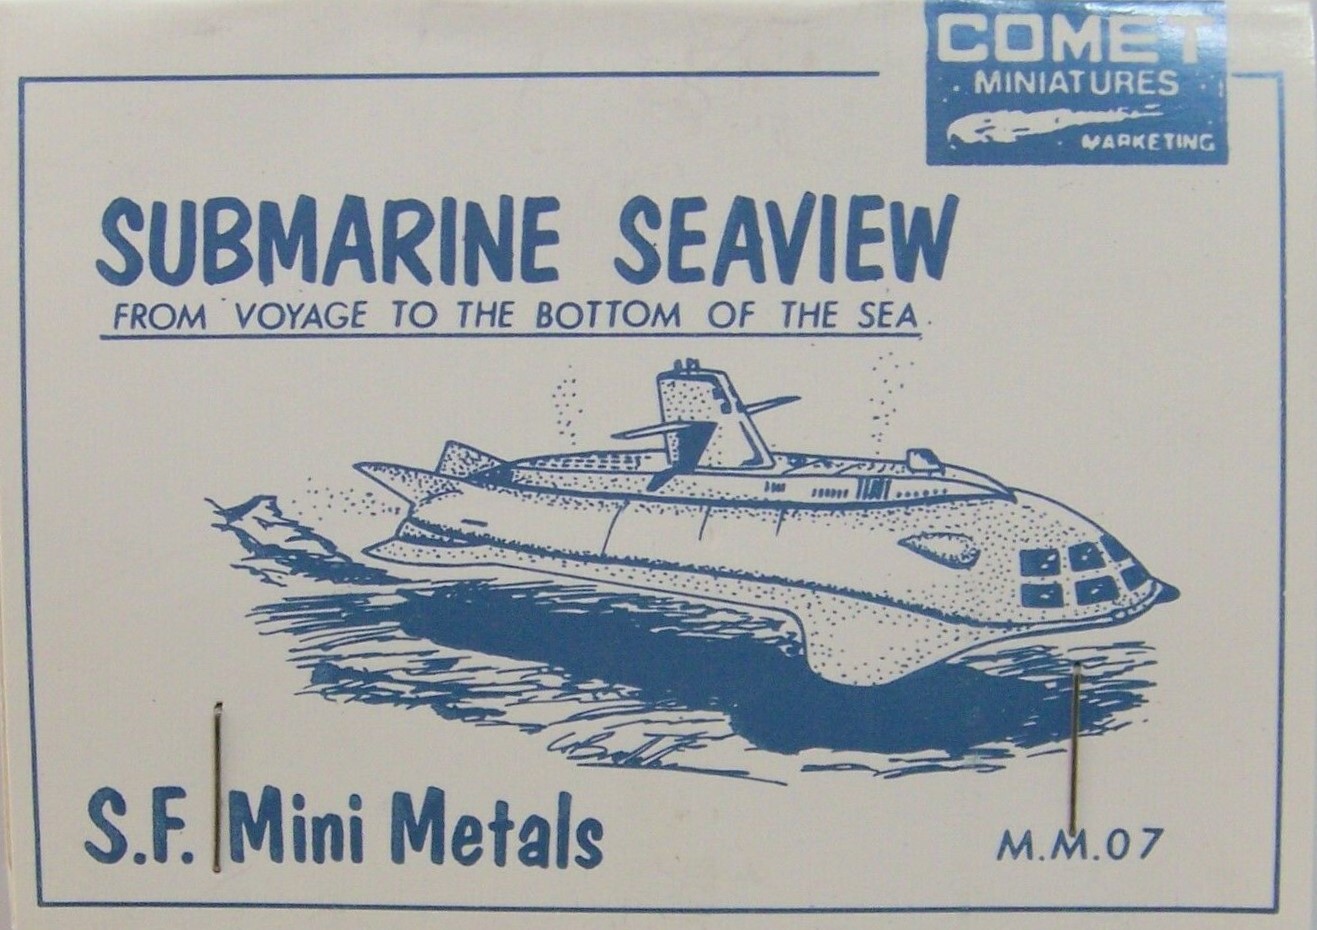 COMET
MINIATURES
MARKETING
SUBMARINE SEAVIEW
FROM VOYAGE TO THE BOTTOM OF THE SEA.
S.F. Mini Metals
M.M.07